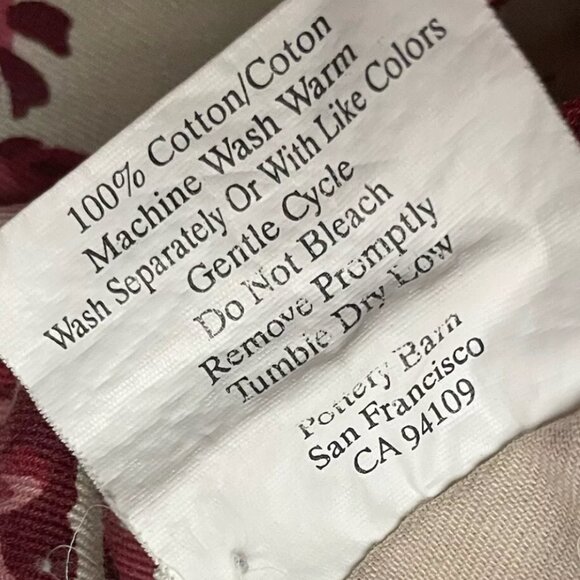 100% Cotton/Coton
Machine Wash Warm
Wash Separately Or With Like Colors
Gentle Cycle
Do Not Bleach
Remove Promptly
Tumble Dry Low
Pottery Barn
San Francisco
CA 94109